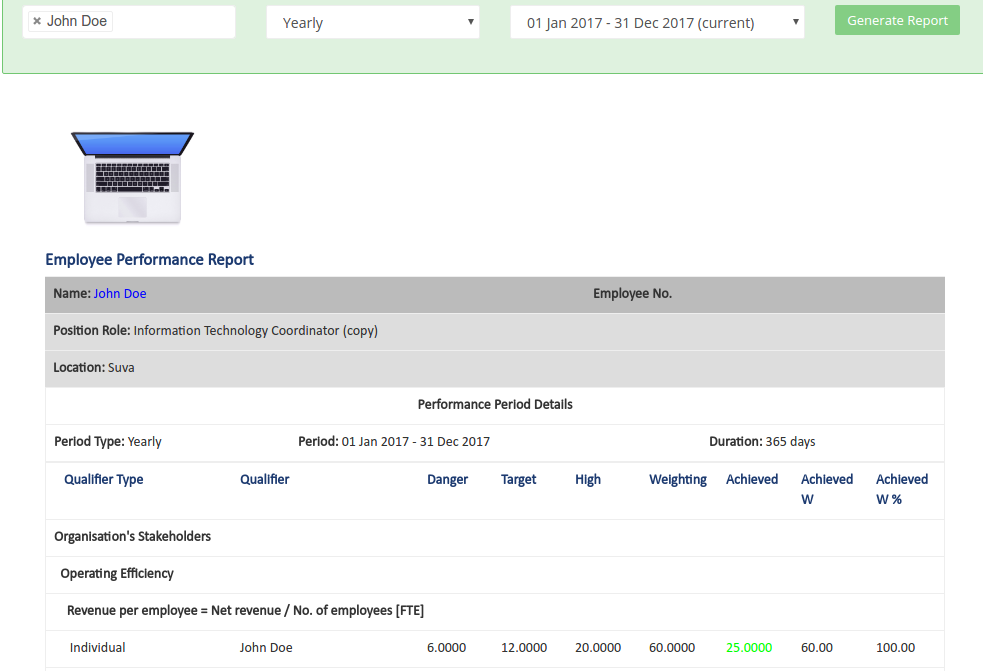 × John Doe
Yearly
01 Jan 2017 - 31 Dec 2017 (current)
Generate Report
Employee Performance Report
Name: John Doe Employee No.
Position Role: Information Technology Coordinator (copy)
Location: Suva
Performance Period Details
Period Type: Yearly Period: 01 Jan 2017 - 31 Dec 2017 Duration: 365 days
Qualifier Type Qualifier Danger Target High Weighting Achieved Achieved W Achieved W %
Organisation's Stakeholders
Operating Efficiency
Revenue per employee = Net revenue / No. of employees [FTE]
Individual John Doe 6.0000 12.0000 20.0000 60.0000 25.0000 60.00 100.00